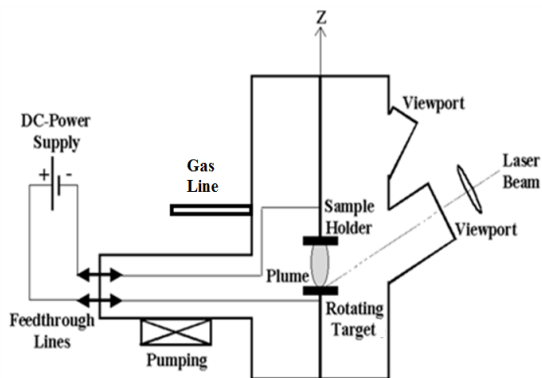 Z
Viewport
DC-Power
Supply
+ -
Gas
Line
Laser
Beam
Sample
Holder
Viewport
Plume
Rotating
Target
Feedthrough
Lines
Pumping